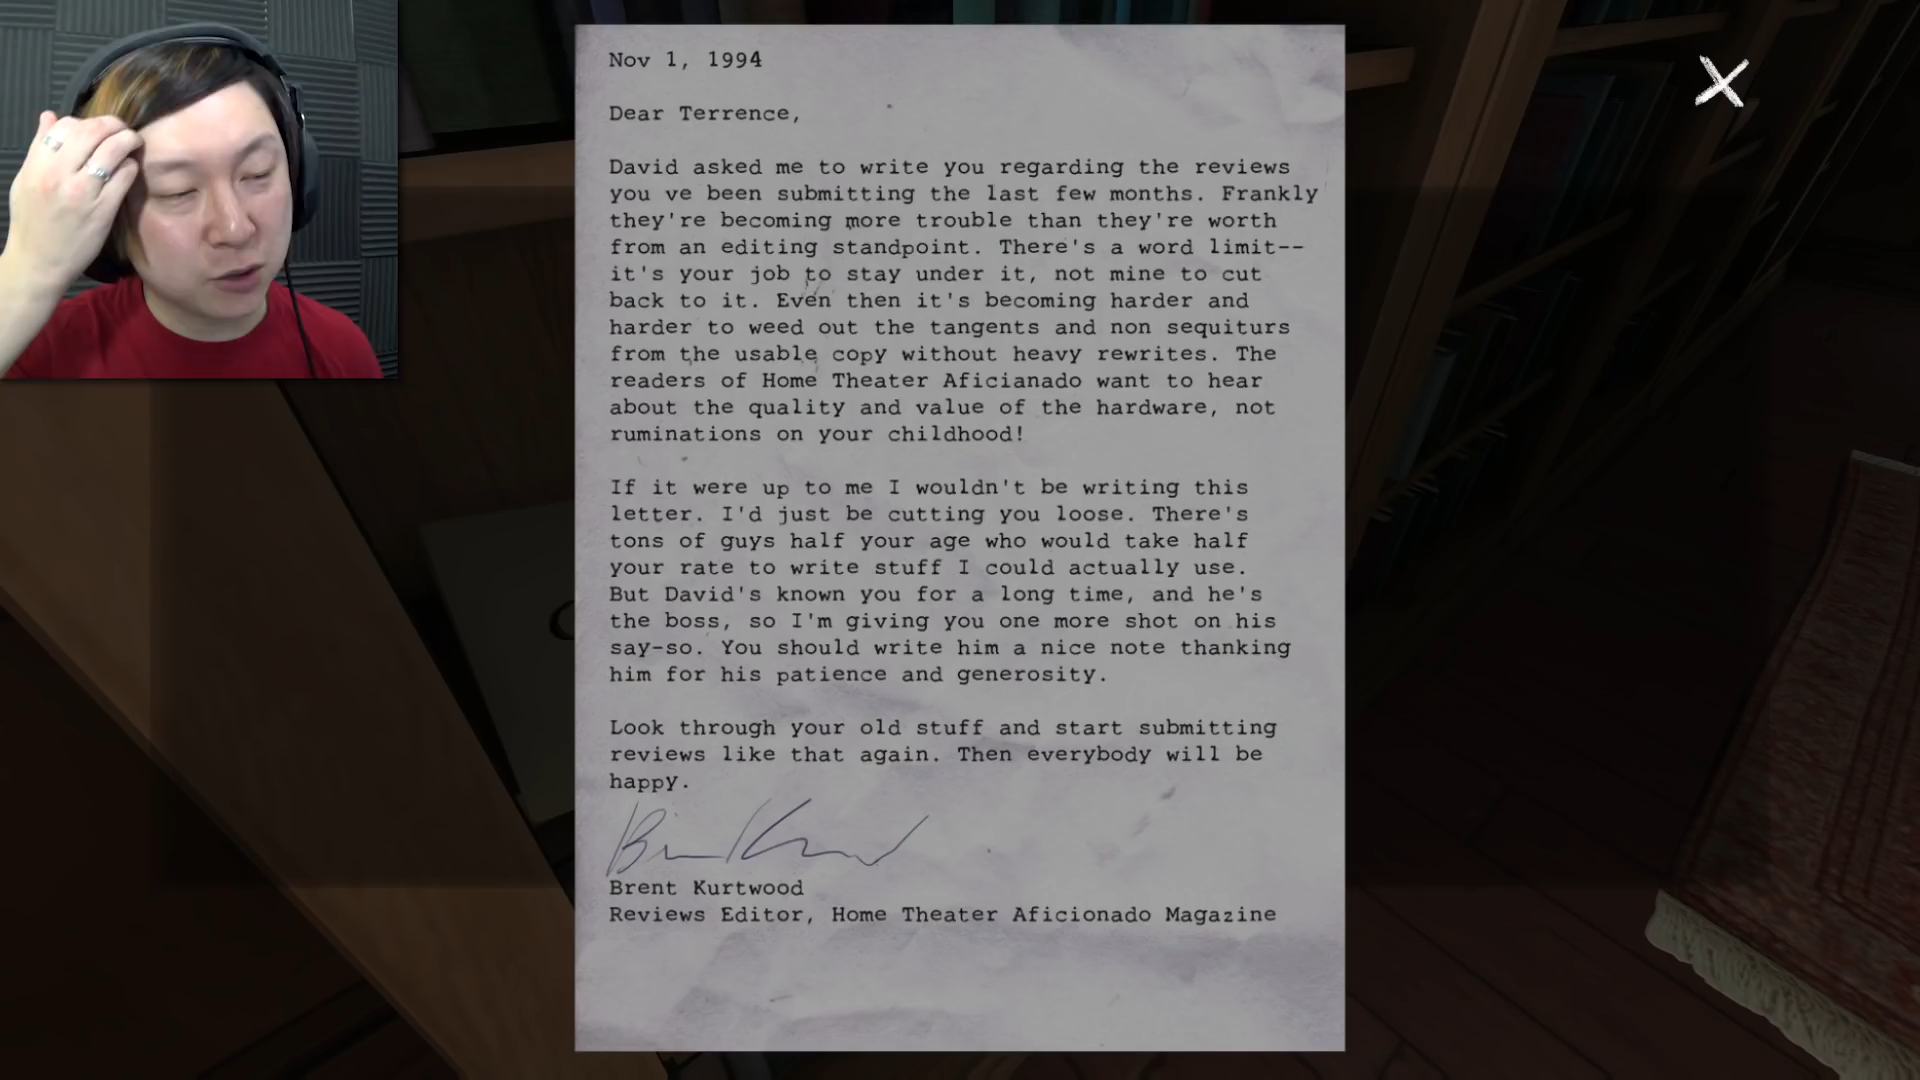 Nov 1, 1994
Dear Terrence,
David asked me to write you regarding the reviews
you ve been submitting the last few months. Frankly
they're becoming more trouble than they're worth
from an editing standpoint. There's a word limit--
it's your job to stay under it, not mine to cut
back to it. Even then it's becoming harder and
harder to weed out the tangents and non sequiturs
from the usable copy without heavy rewrites. The
readers of Home Theater Aficianado want to hear
about the quality and value of the hardware, not
ruminations on your childhood!
If it were up to me I wouldn't be writing this
letter. I'd just be cutting you loose. There's
tons of guys half your age who would take half
your rate to write stuff I could actually use.
But David's known you for a long time, and he's
the boss, so I'm giving you one more shot on his
say-so. You should write him a nice note thanking
him for his patience and generosity.
Look through your old stuff and start submitting
reviews like that again. Then everybody will be
happy.
Brent Kurtwood
Reviews Editor, Home Theater Aficionado Magazine